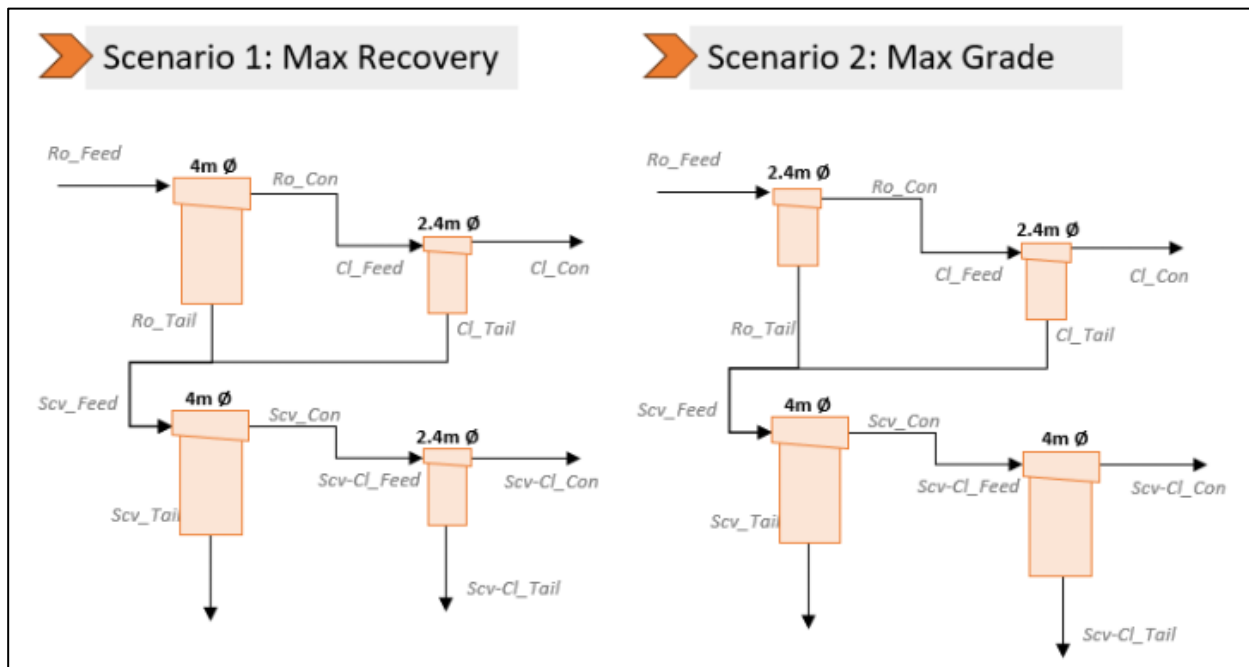 Scenario 1: Max Recovery
Ro_Feed
4m Ø
Ro_Con
2.4m Ø
Cl_Feed
Cl_Con
Ro_Tail
Cl_Tail
Scv_Feed
4m Ø
Scv_Con
2.4m Ø
Scv-Cl_Feed
Scv-Cl_Con
Scv_Tail
Scv-Cl_Tail
Scenario 2: Max Grade
Ro_Feed
2.4m Ø
Ro_Con
2.4m Ø
Cl_Feed
Cl_Con
Ro_Tail
Cl_Tail
Scv_Feed
4m Ø
Scv_Con
4m Ø
Scv-Cl_Feed
Scv-Cl_Con
Scv_Tail
Scv-Cl_Tail